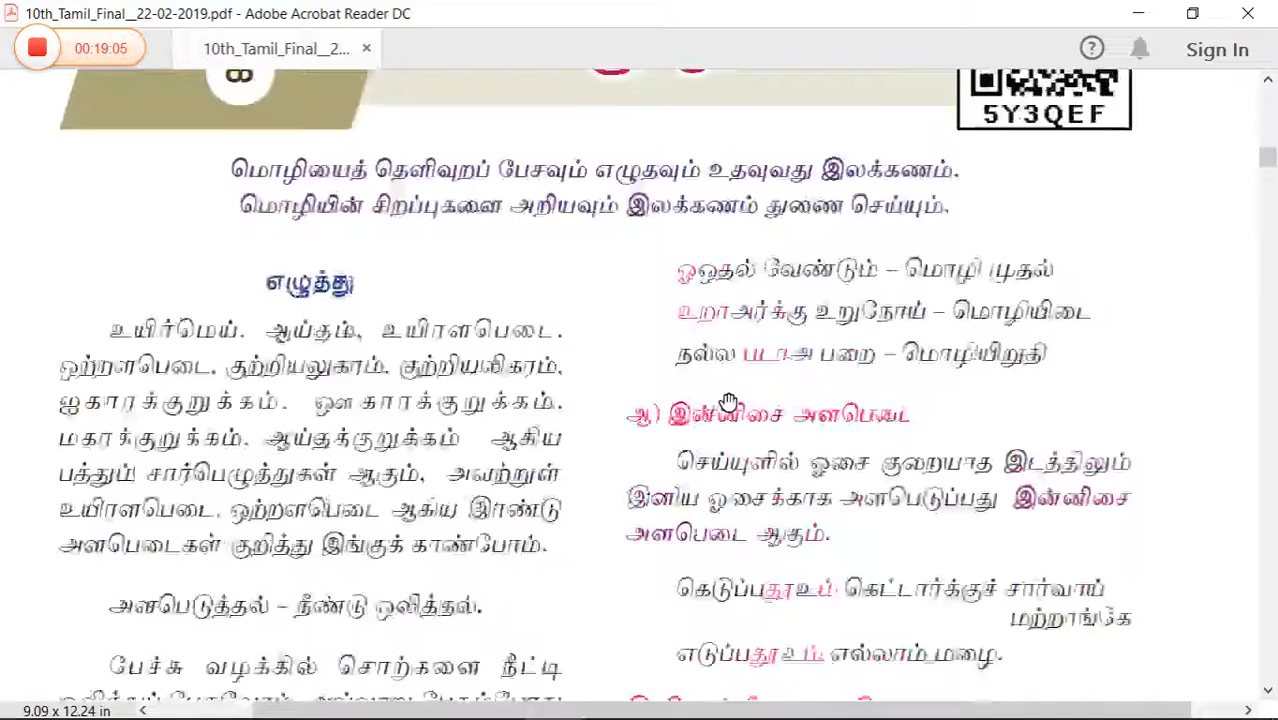 10th_Tamil_Final__22-02-2019.pdf - Adobe Acrobat Reader DC
00:19:05
10th_Tamil_Final__2...
Sign In
8
5Y3QEF
மொழியைத் தெளிவுறப் பேசவும் எழுதவும் உதவுவது இலக்கணம்.
மொழியின் சிறப்புகளை அறியவும் இலக்கணம் துணை செய்யும்.
எழுத்து
உயிர்மெய், ஆய்தம், உயிரளபெடை,
ஒற்றளபெடை, குற்றியலுகரம், குற்றியலிகரம்,
ஐகாரக்குறுக்கம், ஔகாரக்குறுக்கம்,
மகரக்குறுக்கம், ஆய்தக்குறுக்கம் ஆகிய
பத்தும் சார்பெழுத்துகள் ஆகும், அவற்றுள்
உயிரளபெடை, ஒற்றளபெடை ஆகிய இரண்டு
அளபெடைகள் குறித்து இங்குக் காண்போம்.
அளபெடுத்தல் – நீண்டு ஒலித்தல்.
பேச்சு வழக்கில் சொற்களை நீட்டி
ஓஒதல் வேண்டும் – மொழி முதல்
உறாஅர்க்கு உறுநோய் – மொழியிடை
நல்ல படாஅ பறை – மொழியிறுதி
ஆ) இன்னிசை அளபெடை
செய்யுளில் ஓசை குறையாத இடத்திலும்
இனிய ஓசைக்காக அளபெடுப்பது இன்னிசை
அளபெடை ஆகும்.
கெடுப்பதூஉம் கெட்டார்க்குச் சார்வாய்
மற்றாங்கே
எடுப்பதூஉம் எல்லாம் மழை.
9.09 x 12.24 in